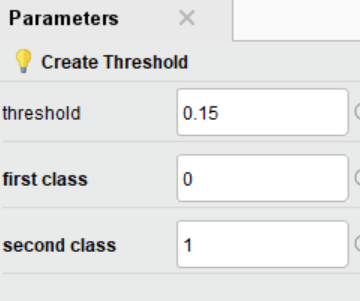 Parameters
Create Threshold
threshold 0.15
first class 0
second class 1